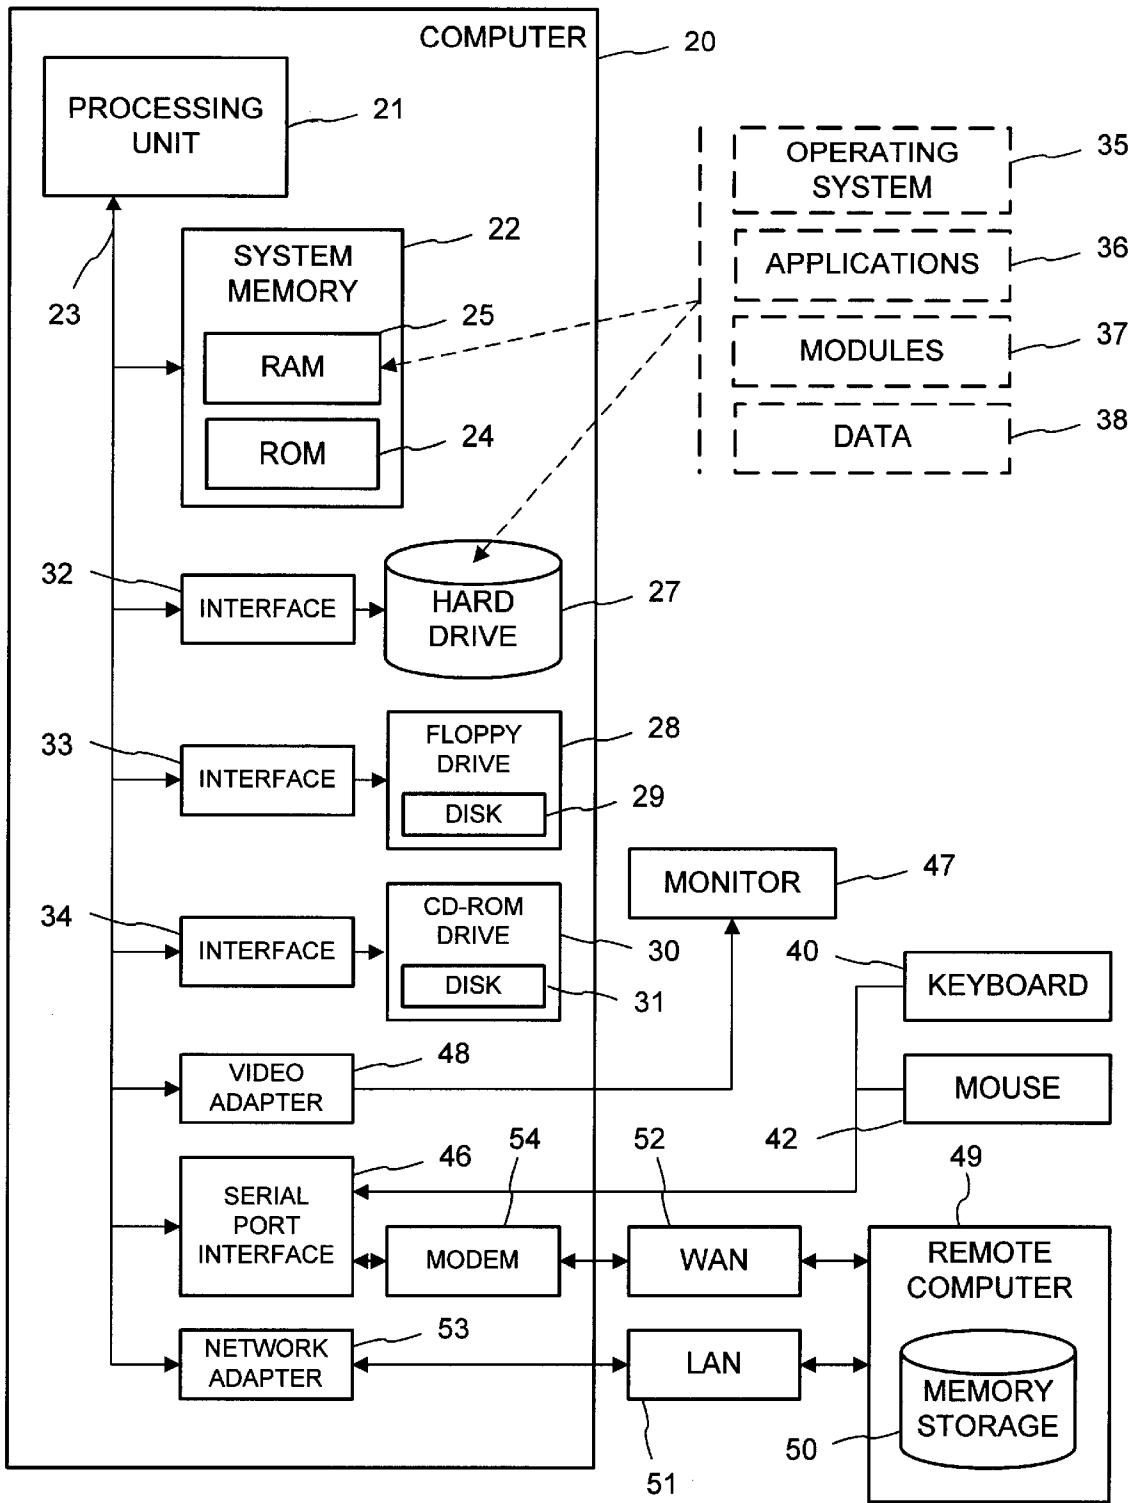 COMPUTER
20
PROCESSING
UNIT
21
OPERATING
SYSTEM
35
23
SYSTEM
MEMORY
22
APPLICATIONS
36
25
RAM
MODULES
37
ROM
24
DATA
38
32
INTERFACE
HARD
DRIVE
27
33
INTERFACE
FLOPPY
DRIVE
28
DISK
29
MONITOR
47
34
INTERFACE
CD-ROM
DRIVE
30
DISK
31
40
KEYBOARD
VIDEO
ADAPTER
48
MOUSE
42
46
SERIAL
PORT
INTERFACE
54
MODEM
52
WAN
49
REMOTE
COMPUTER
NETWORK
ADAPTER
53
LAN
51
MEMORY
STORAGE
50